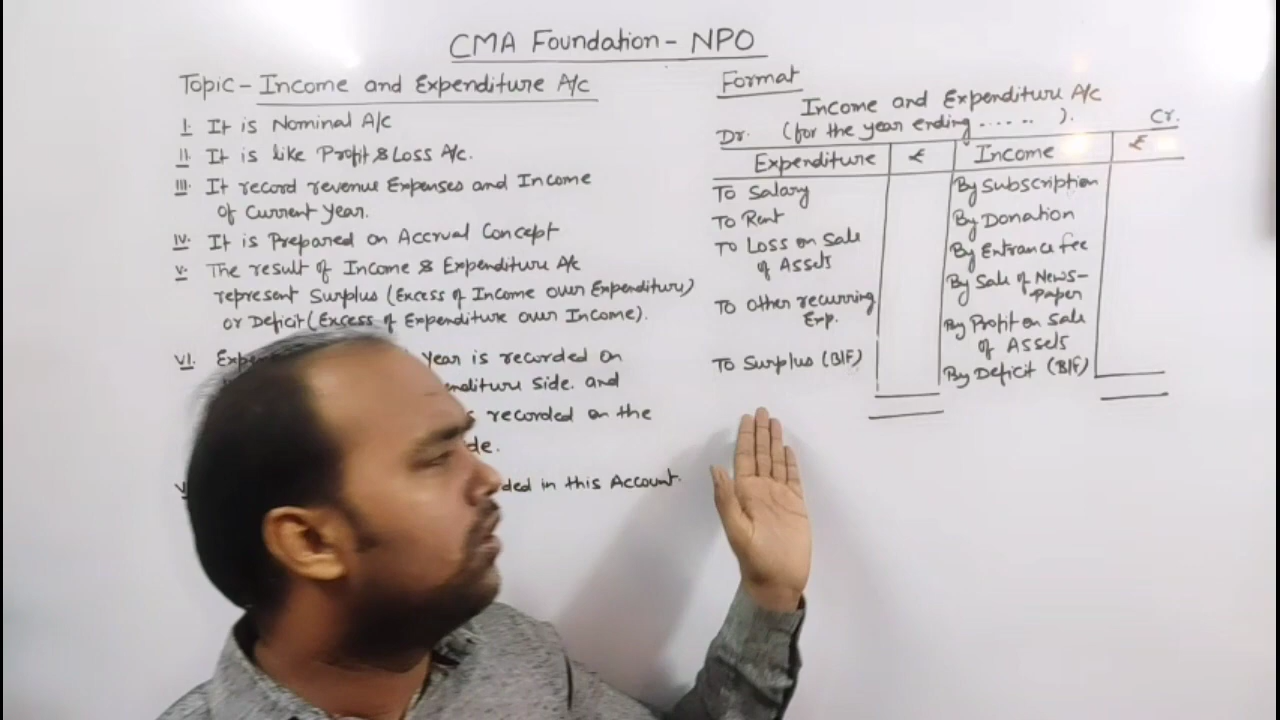 CMA Foundation - NPO
Topic - Income and Expenditure A/c
I. It is Nominal A/c
II. It is like Profit & Loss A/c.
III. It record revenue Expenses and Income
of Current Year.
IV. It is Prepared on Accrual Concept
V. The result of Income & Expenditure A/c
represent Surplus (Excess of Income over Expenditure)
or Deficit (Excess of Expenditure over Income).
VI. Year is recorded on
side. and
recorded on the
in this Account.
Format
Income and Expenditure A/c
Dr. (for the year ending ...... ). Cr.
Expenditure ₹ Income ₹
To Salary
To Rent
To Loss on Sale
of Assets
To Other recurring
Exp.
To Surplus (B/F)
By Subscription
By Donation
By Entrance fee
By Sale of News-
Paper
By Profit on Sale
of Assets
By Deficit (B/F)